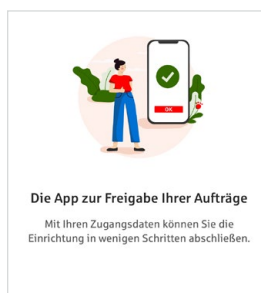 OK
Die App zur Freigabe Ihrer Aufträge
Mit Ihren Zugangsdaten können Sie die
Einrichtung in wenigen Schritten abschließen.